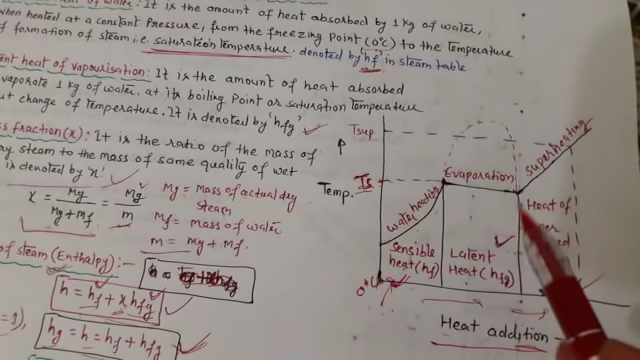 of water: It is the amount of heat absorbed by 1 kg of water,
when heated at a constant Pressure, from the freezing Point (0°C) to the temperature
formation of steam i.e. saturation temperature. denoted by 'hf' in steam table
ent heat of vapourisation: It is the amount of heat absorbed
vaporate 1 kg of water, at its boiling Point or saturation temperature
ut change of temperature. It is denoted by 'hfg'
ss fraction(x): It is the ratio of the mass of
ry steam to the mass of same quality of wet
is denoted by 'x'
x = mg / mg + mf = mg / m
mg = mass of actual dry
steam
mf = mass of water
m = mg + mf.
of steam (Enthalpy):-
h = hf + x hfg
hg = h = hf + hfg
Tsup.
Temp.
Ts
Evaporation
superheating
water heating
Sensible
heat (hf)
Latent
Heat (hfg)
Heat of
0°C
Heat addition